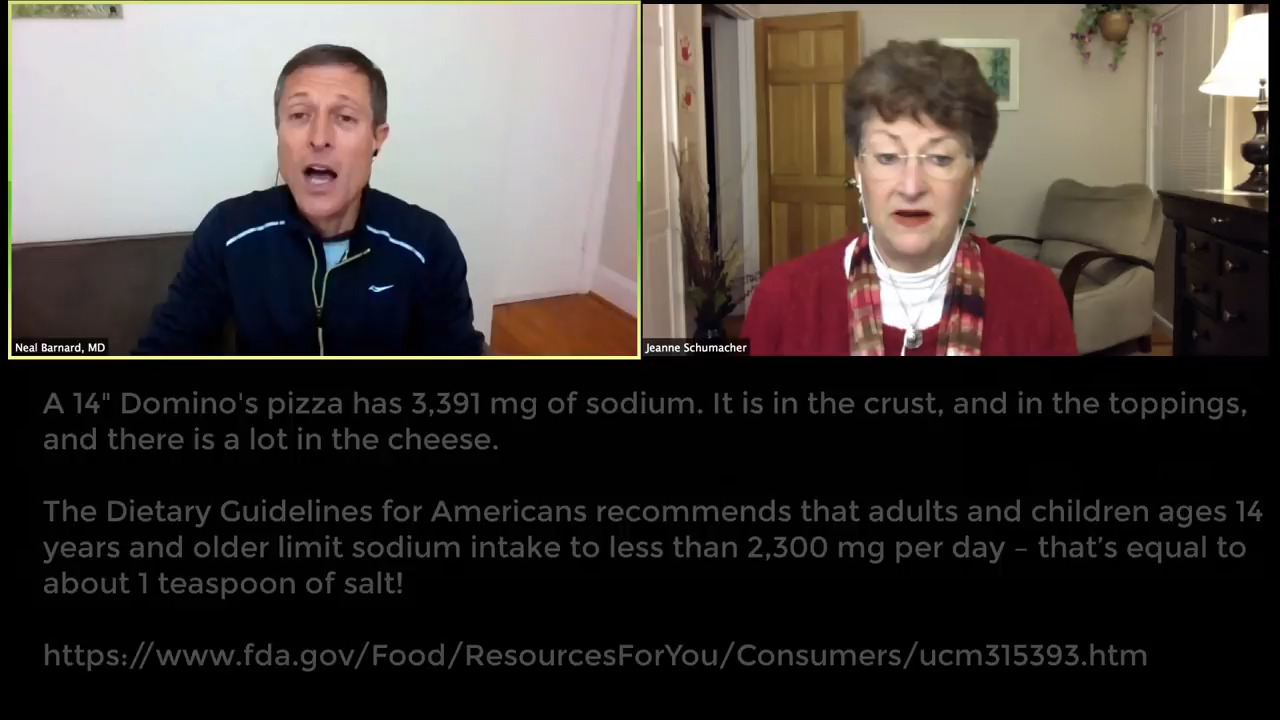 Neal Barnard, MD
Jeanne Schumacher
A 14" Domino's pizza has 3,391 mg of sodium. It is in the crust, and in the toppings,
and there is a lot in the cheese.
The Dietary Guidelines for Americans recommends that adults and children ages 14
years and older limit sodium intake to less than 2,300 mg per day – that’s equal to
about 1 teaspoon of salt!
https://www.fda.gov/Food/ResourcesForYou/Consumers/ucm315393.htm